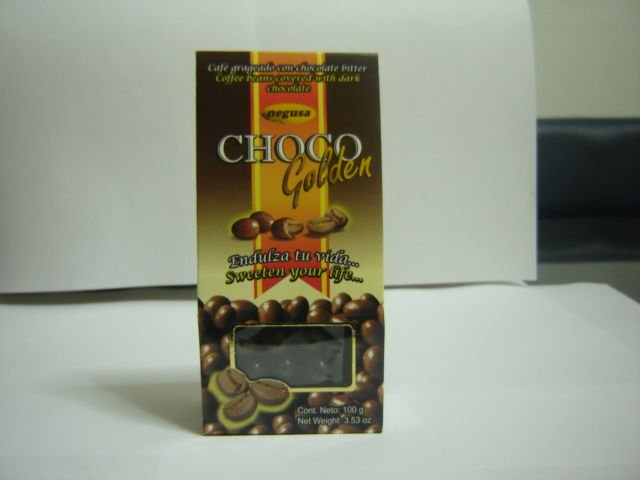 Café grageado con chocolate bitter
Coffee beans covered with dark
chocolate
negusa
CHOCO
Golden
Endulza tu vida...
Sweeten your life...
Cont. Neto: 100 g
Net Weight: 3.53 oz